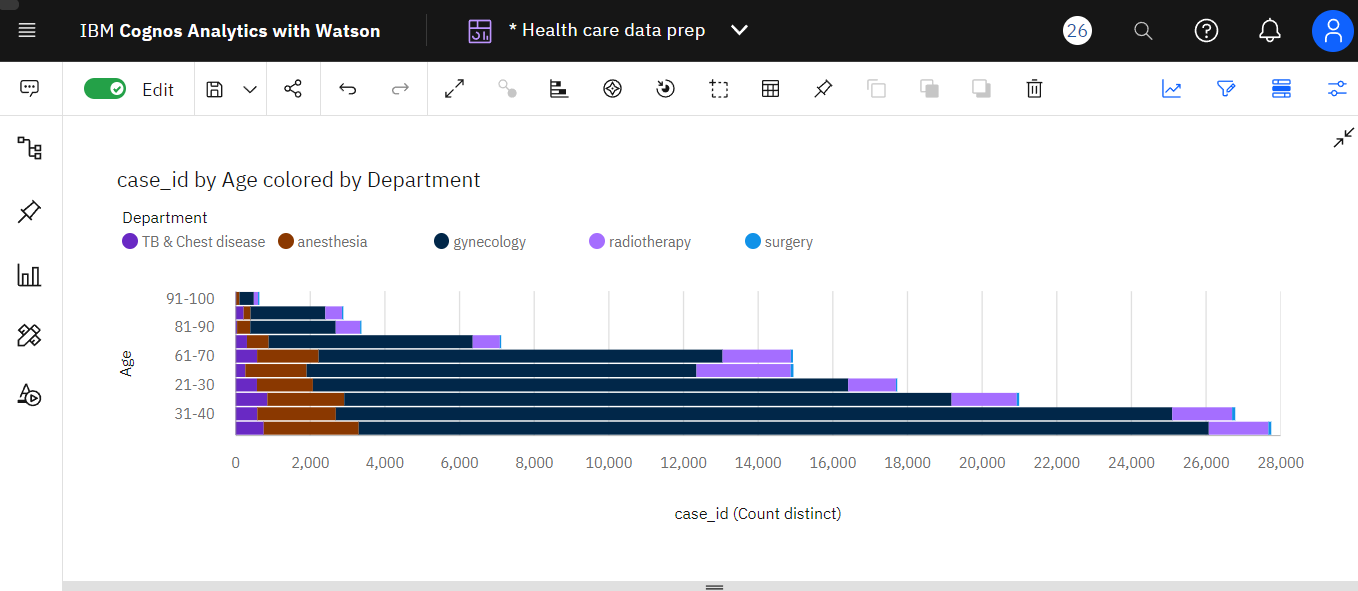 IBM Cognos Analytics with Watson
* Health care data prep
26
Edit
case_id by Age colored by Department
Department
TB & Chest disease anesthesia gynecology radiotherapy surgery
Age
91-100
81-90
61-70
21-30
31-40
0 2,000 4,000 6,000 8,000 10,000 12,000 14,000 16,000 18,000 20,000 22,000 24,000 26,000 28,000
case_id (Count distinct)